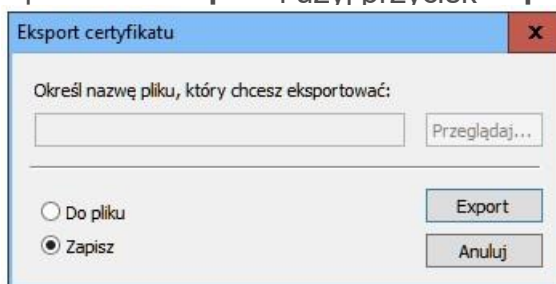 Eksport certyfikatu
x
Określ nazwę pliku, który chcesz eksportować:
Przeglądaj...
Do pliku
Export
Zapisz
Anuluj